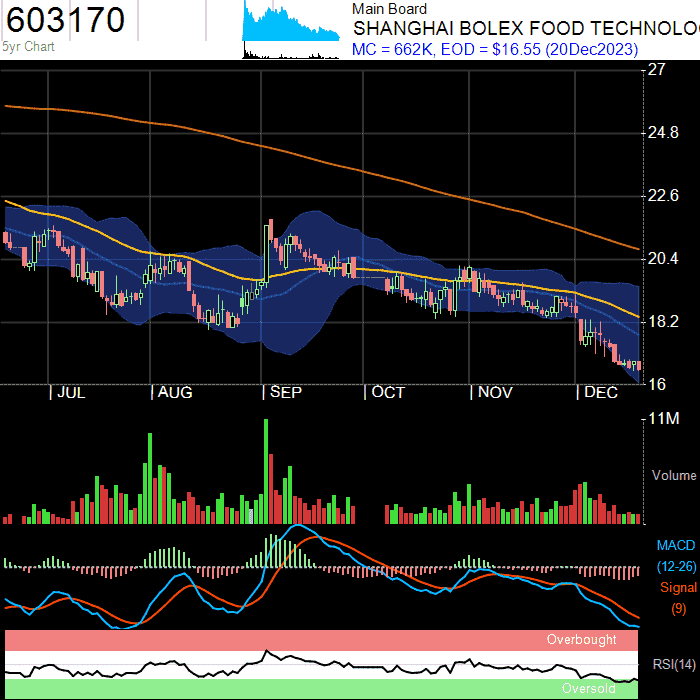 603170
5yr Chart
Main Board
SHANGHAI BOLEX FOOD TECHNOLO
MC = 662K, EOD = $16.55 (20Dec2023)
27
24.8
22.6
20.4
18.2
16
JUL
AUG
SEP
OCT
NOV
DEC
11M
Volume
MACD
(12-26)
Signal
(9)
Overbought
RSI(14)
Oversold